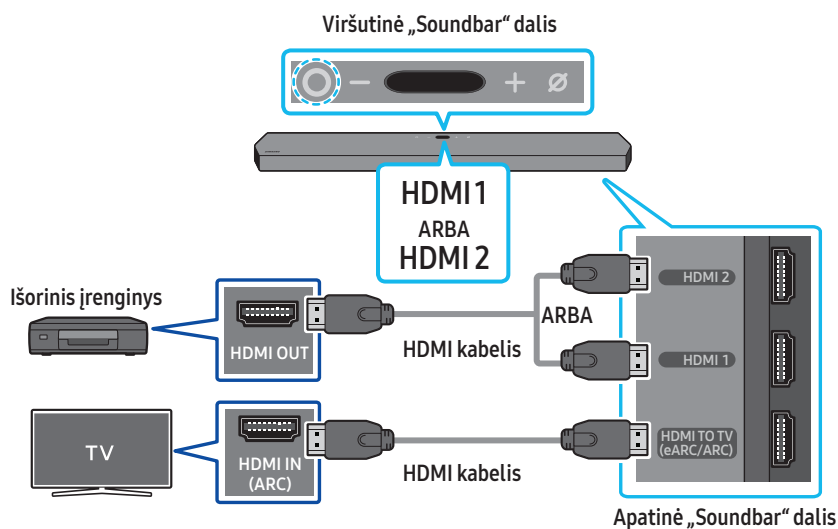 Viršutinė „Soundbar“ dalis
HDMI 1
ARBA
HDMI 2
Išorinis įrenginys
HDMI OUT
HDMI kabelis
ARBA
HDMI 2
HDMI 1
TV
HDMI IN
(ARC)
HDMI kabelis
HDMI TO TV
(eARC/ARC)
Apatinė „Soundbar“ dalis